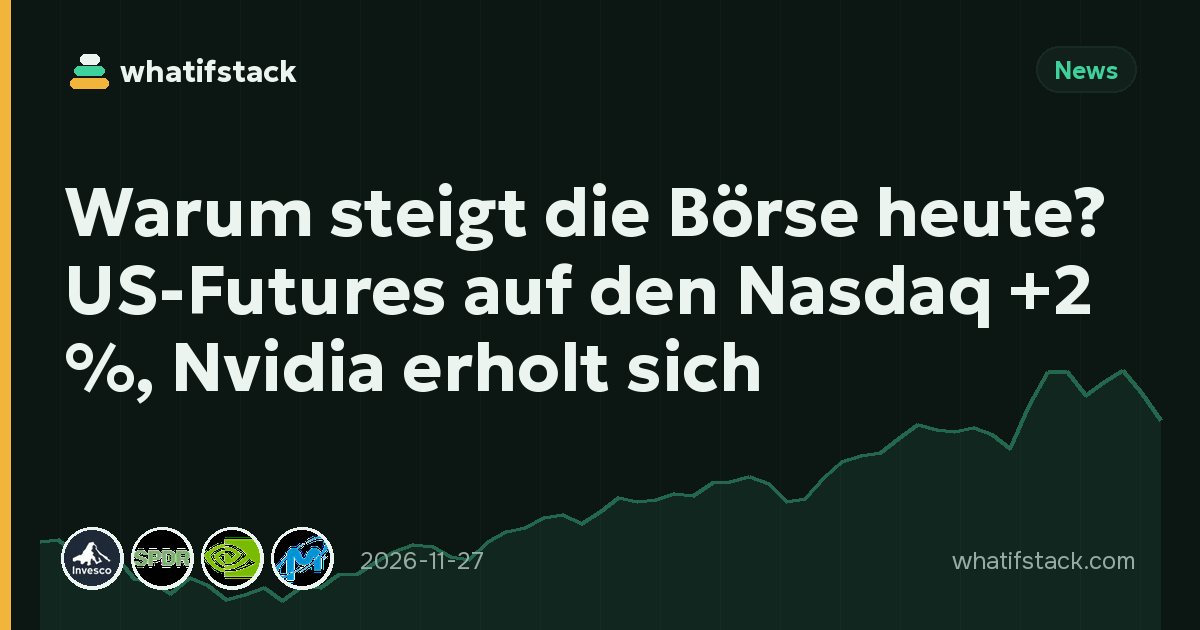 whatifstack
News
Warum steigt die Börse heute?
US-Futures auf den Nasdaq +2
%, Nvidia erholt sich
Invesco
SPDR
2026-11-27
whatifstack.com